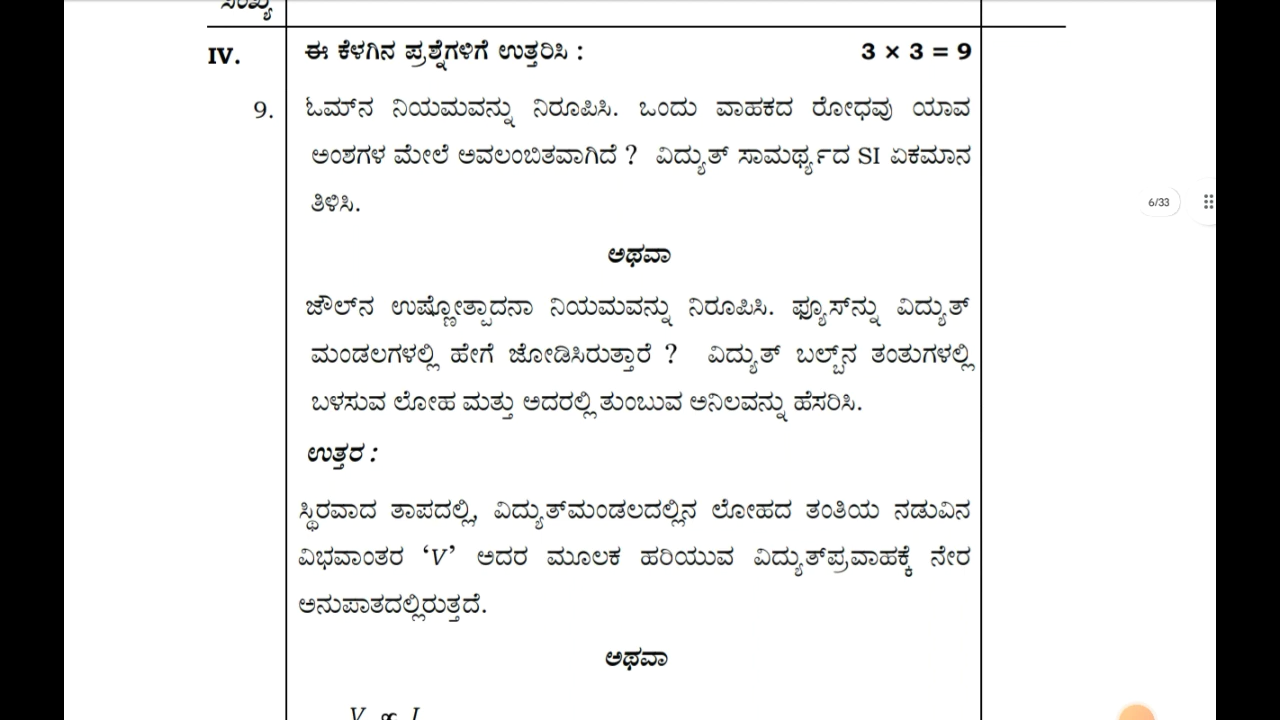 ಸಂಖ್ಯೆ
IV. ಈ ಕೆಳಗಿನ ಪ್ರಶ್ನೆಗಳಿಗೆ ಉತ್ತರಿಸಿ : 3 × 3 = 9
9. ಓಮ್‌ನ ನಿಯಮವನ್ನು ನಿರೂಪಿಸಿ. ಒಂದು ವಾಹಕದ ರೋಧವು ಯಾವ
ಅಂಶಗಳ ಮೇಲೆ ಅವಲಂಬಿತವಾಗಿದೆ ? ವಿದ್ಯುತ್ ಸಾಮರ್ಥ್ಯದ SI ಏಕಮಾನ
ತಿಳಿಸಿ.
6/33
ಅಥವಾ
ಜೌಲ್‌ನ ಉಷ್ಣೋತ್ಪಾದನಾ ನಿಯಮವನ್ನು ನಿರೂಪಿಸಿ. ಫ್ಯೂಸ್‌ನ್ನು ವಿದ್ಯುತ್
ಮಂಡಲಗಳಲ್ಲಿ ಹೇಗೆ ಜೋಡಿಸಿರುತ್ತಾರೆ ? ವಿದ್ಯುತ್ ಬಲ್ಬ್‌ನ ತಂತುಗಳಲ್ಲಿ
ಬಳಸುವ ಲೋಹ ಮತ್ತು ಅದರಲ್ಲಿ ತುಂಬುವ ಅನಿಲವನ್ನು ಹೆಸರಿಸಿ.
ಉತ್ತರ :
ಸ್ಥಿರವಾದ ತಾಪದಲ್ಲಿ, ವಿದ್ಯುತ್‌ಮಂಡಲದಲ್ಲಿನ ಲೋಹದ ತಂತಿಯ ನಡುವಿನ
ವಿಭವಾಂತರ ‘V’ ಅದರ ಮೂಲಕ ಹರಿಯುವ ವಿದ್ಯುತ್‌ಪ್ರವಾಹಕ್ಕೆ ನೇರ
ಅನುಪಾತದಲ್ಲಿರುತ್ತದೆ.
ಅಥವಾ
V ∝ I